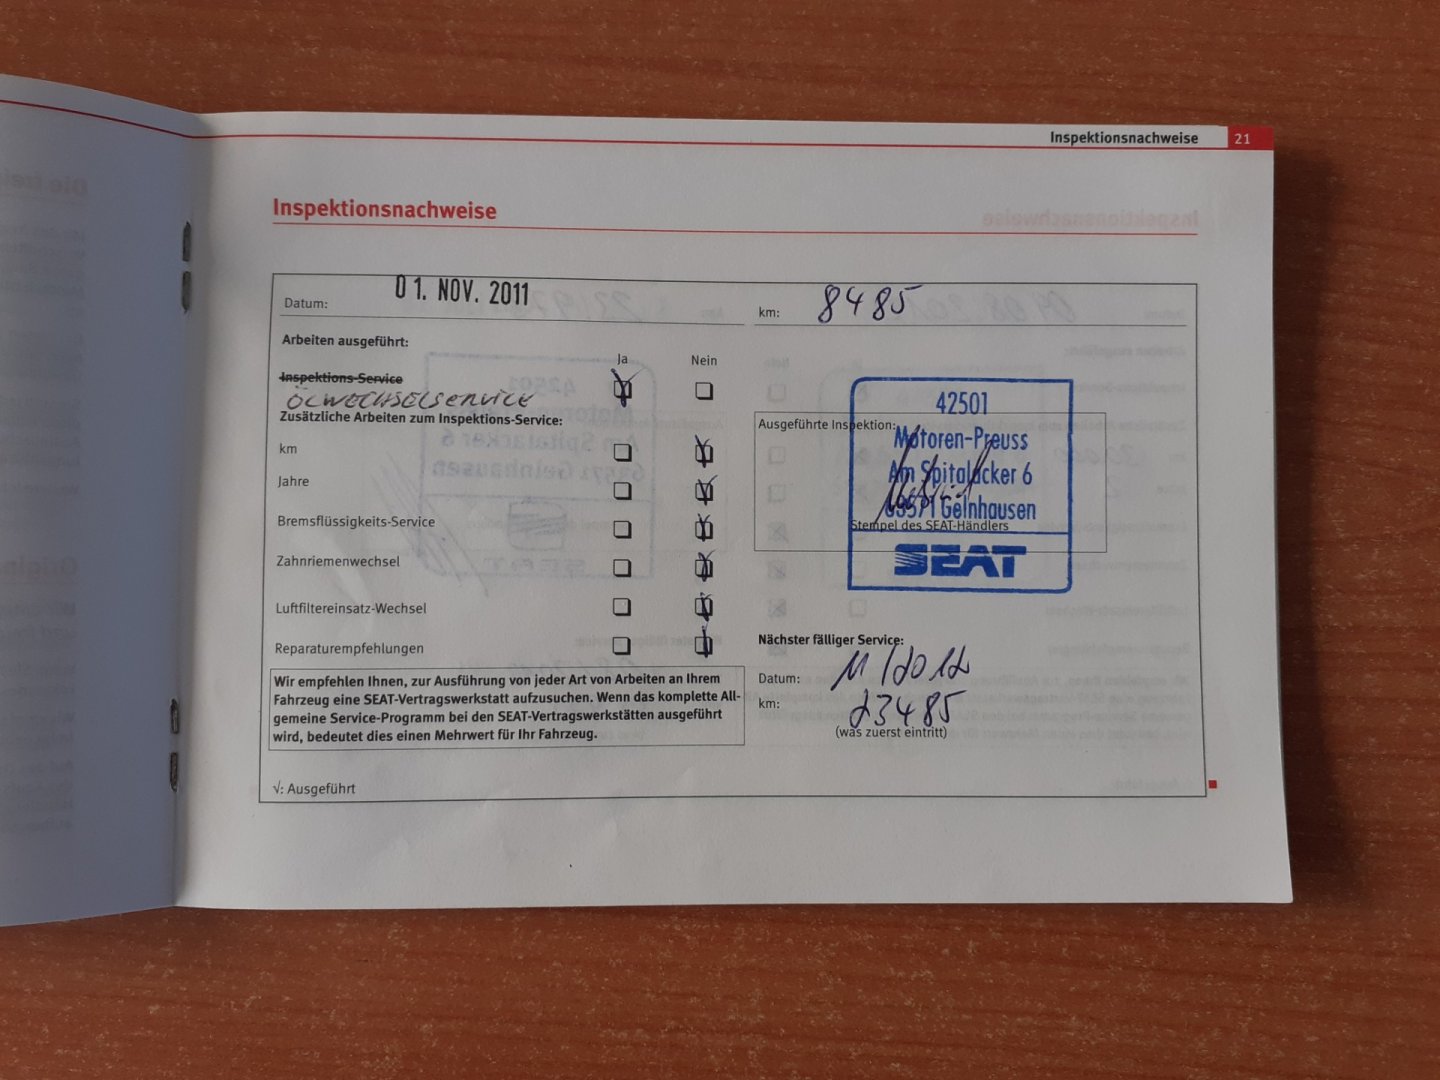 Inspektionsnachweise 21
Inspektionsnachweise
Datum: 01. NOV. 2011
km: 8485
Arbeiten ausgeführt:
Ja Nein
Inspektions-Service
ÖLWECHSELSERVICE
Zusätzliche Arbeiten zum Inspektions-Service:
km
Jahre
Bremsflüssigkeits-Service
Zahnriemenwechsel
Luftfiltereinsatz-Wechsel
Reparaturempfehlungen
Wir empfehlen Ihnen, zur Ausführung von jeder Art von Arbeiten an Ihrem
Fahrzeug eine SEAT-Vertragswerkstatt aufzusuchen. Wenn das komplette All-
gemeine Service-Programm bei den SEAT-Vertragswerkstätten ausgeführt
wird, bedeutet dies einen Mehrwert für Ihr Fahrzeug.
√: Ausgeführt
Ausgeführte Inspektion:
42501
Motoren-Preuss
Am Spitalacker 6
63571 Gelnhausen
Stempel des SEAT-Händlers
SEAT
Nächster fälliger Service:
Datum: 11/2012
km: 23485
(was zuerst eintritt)